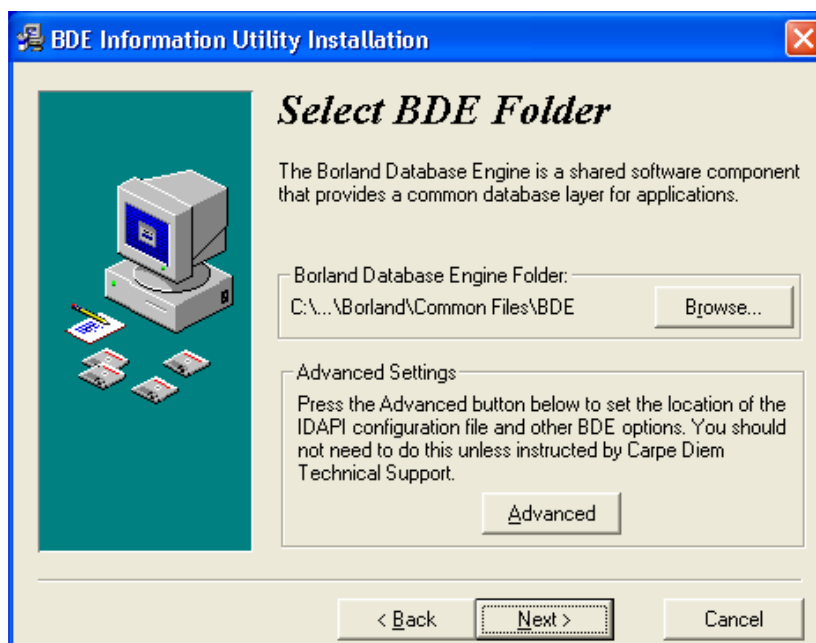 BDE Information Utility Installation
Select BDE Folder
The Borland Database Engine is a shared software component
that provides a common database layer for applications.
Borland Database Engine Folder:
C:\...\Borland\Common Files\BDE
Browse...
Advanced Settings
Press the Advanced button below to set the location of the
IDAPI configuration file and other BDE options. You should
not need to do this unless instructed by Carpe Diem
Technical Support.
Advanced
< Back
Next >
Cancel